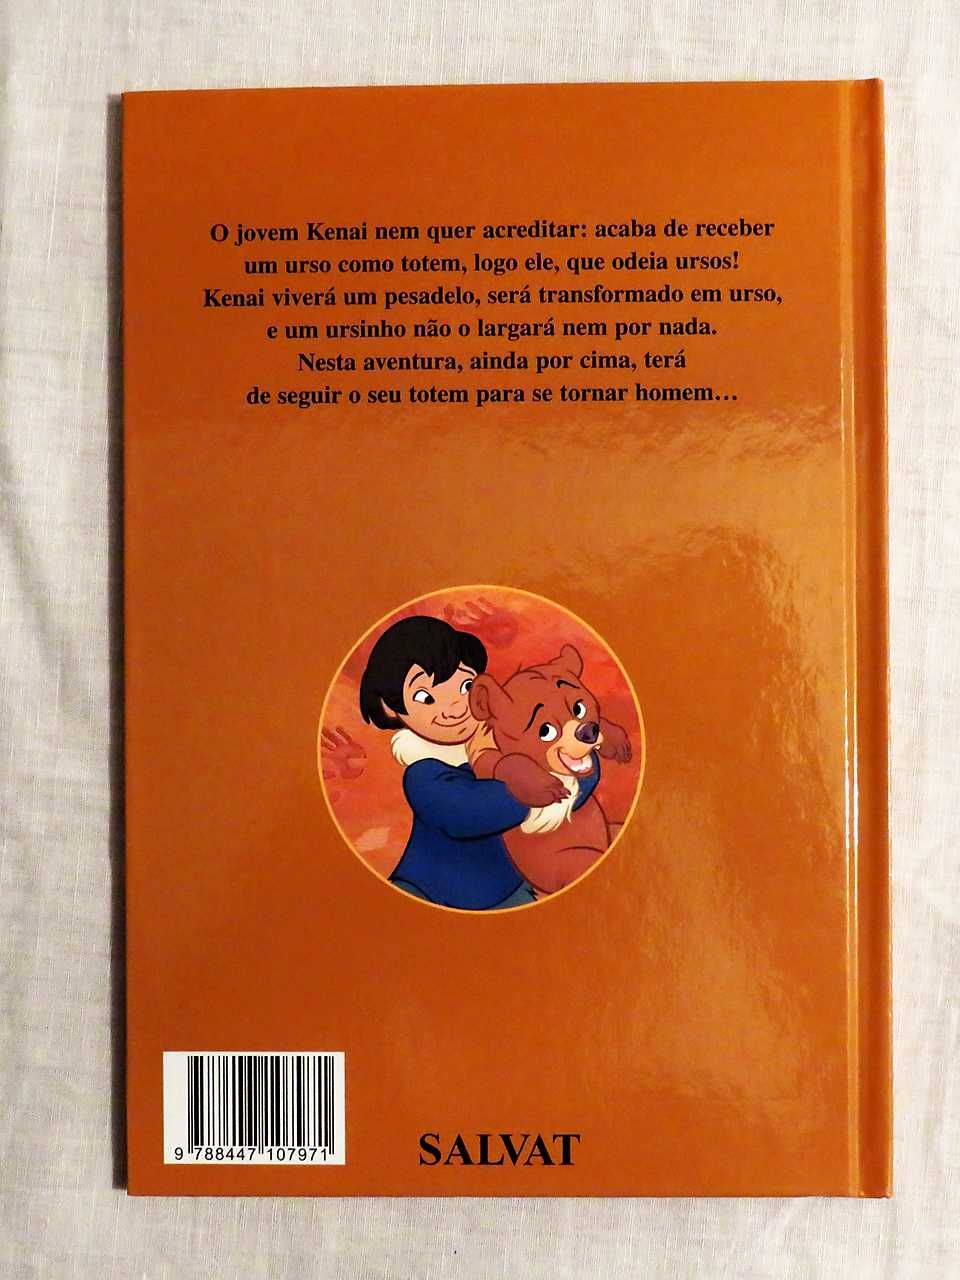 O jovem Kenai nem quer acreditar: acaba de receber
um urso como totem, logo ele, que odeia ursos!
Kenai viverá um pesadelo, será transformado em urso,
e um ursinho não o largará nem por nada.
Nesta aventura, ainda por cima, terá
de seguir o seu totem para se tornar homem…
9 788447 107971
SALVAT